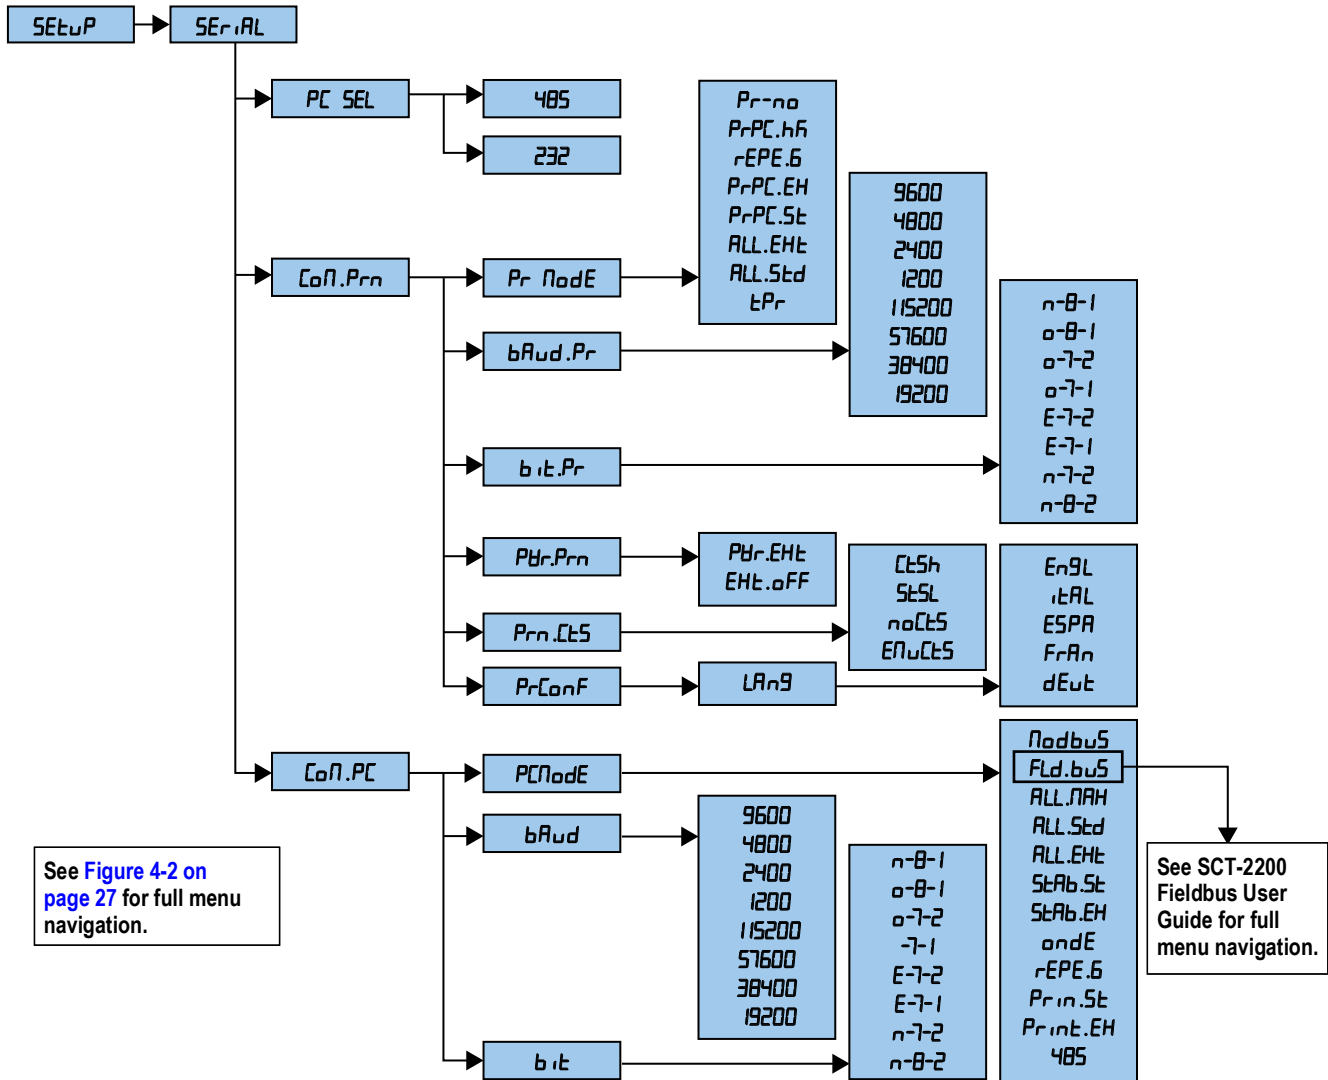 SEtuP
SEriAL
PC SEL
485
232
CoM.Prn
Pr ModE
Pr-no
PrPC.hR
rEPE.6
PrPC.EH
PrPC.St
ALL.EHt
ALL.Std
tPr
bAud.Pr
9600
4800
2400
1200
115200
57600
38400
19200
bit.Pr
n-8-1
o-8-1
o-7-2
o-7-1
E-7-2
E-7-1
n-7-2
n-8-2
PWr.Prn
PWr.EHt
EHt.oFF
Prn.CtS
CtSh
StSL
noCtS
EMuCtS
PrConF
LAng
EngL
itAL
ESPA
FrAn
dEut
CoM.PC
PCModE
ModbuS
FLd.buS
ALL.MAH
ALL.Std
ALL.EHt
StAb.St
StAb.EH
ondE
rEPE.6
Prin.St
Print.EH
485
bAud
9600
4800
2400
1200
115200
57600
38400
19200
bit
n-8-1
o-8-1
o-7-2
-7-1
E-7-2
E-7-1
n-7-2
n-8-2
See Figure 4-2 on
page 27 for full menu
navigation.
See SCT-2200
Fieldbus User
Guide for full
menu navigation.